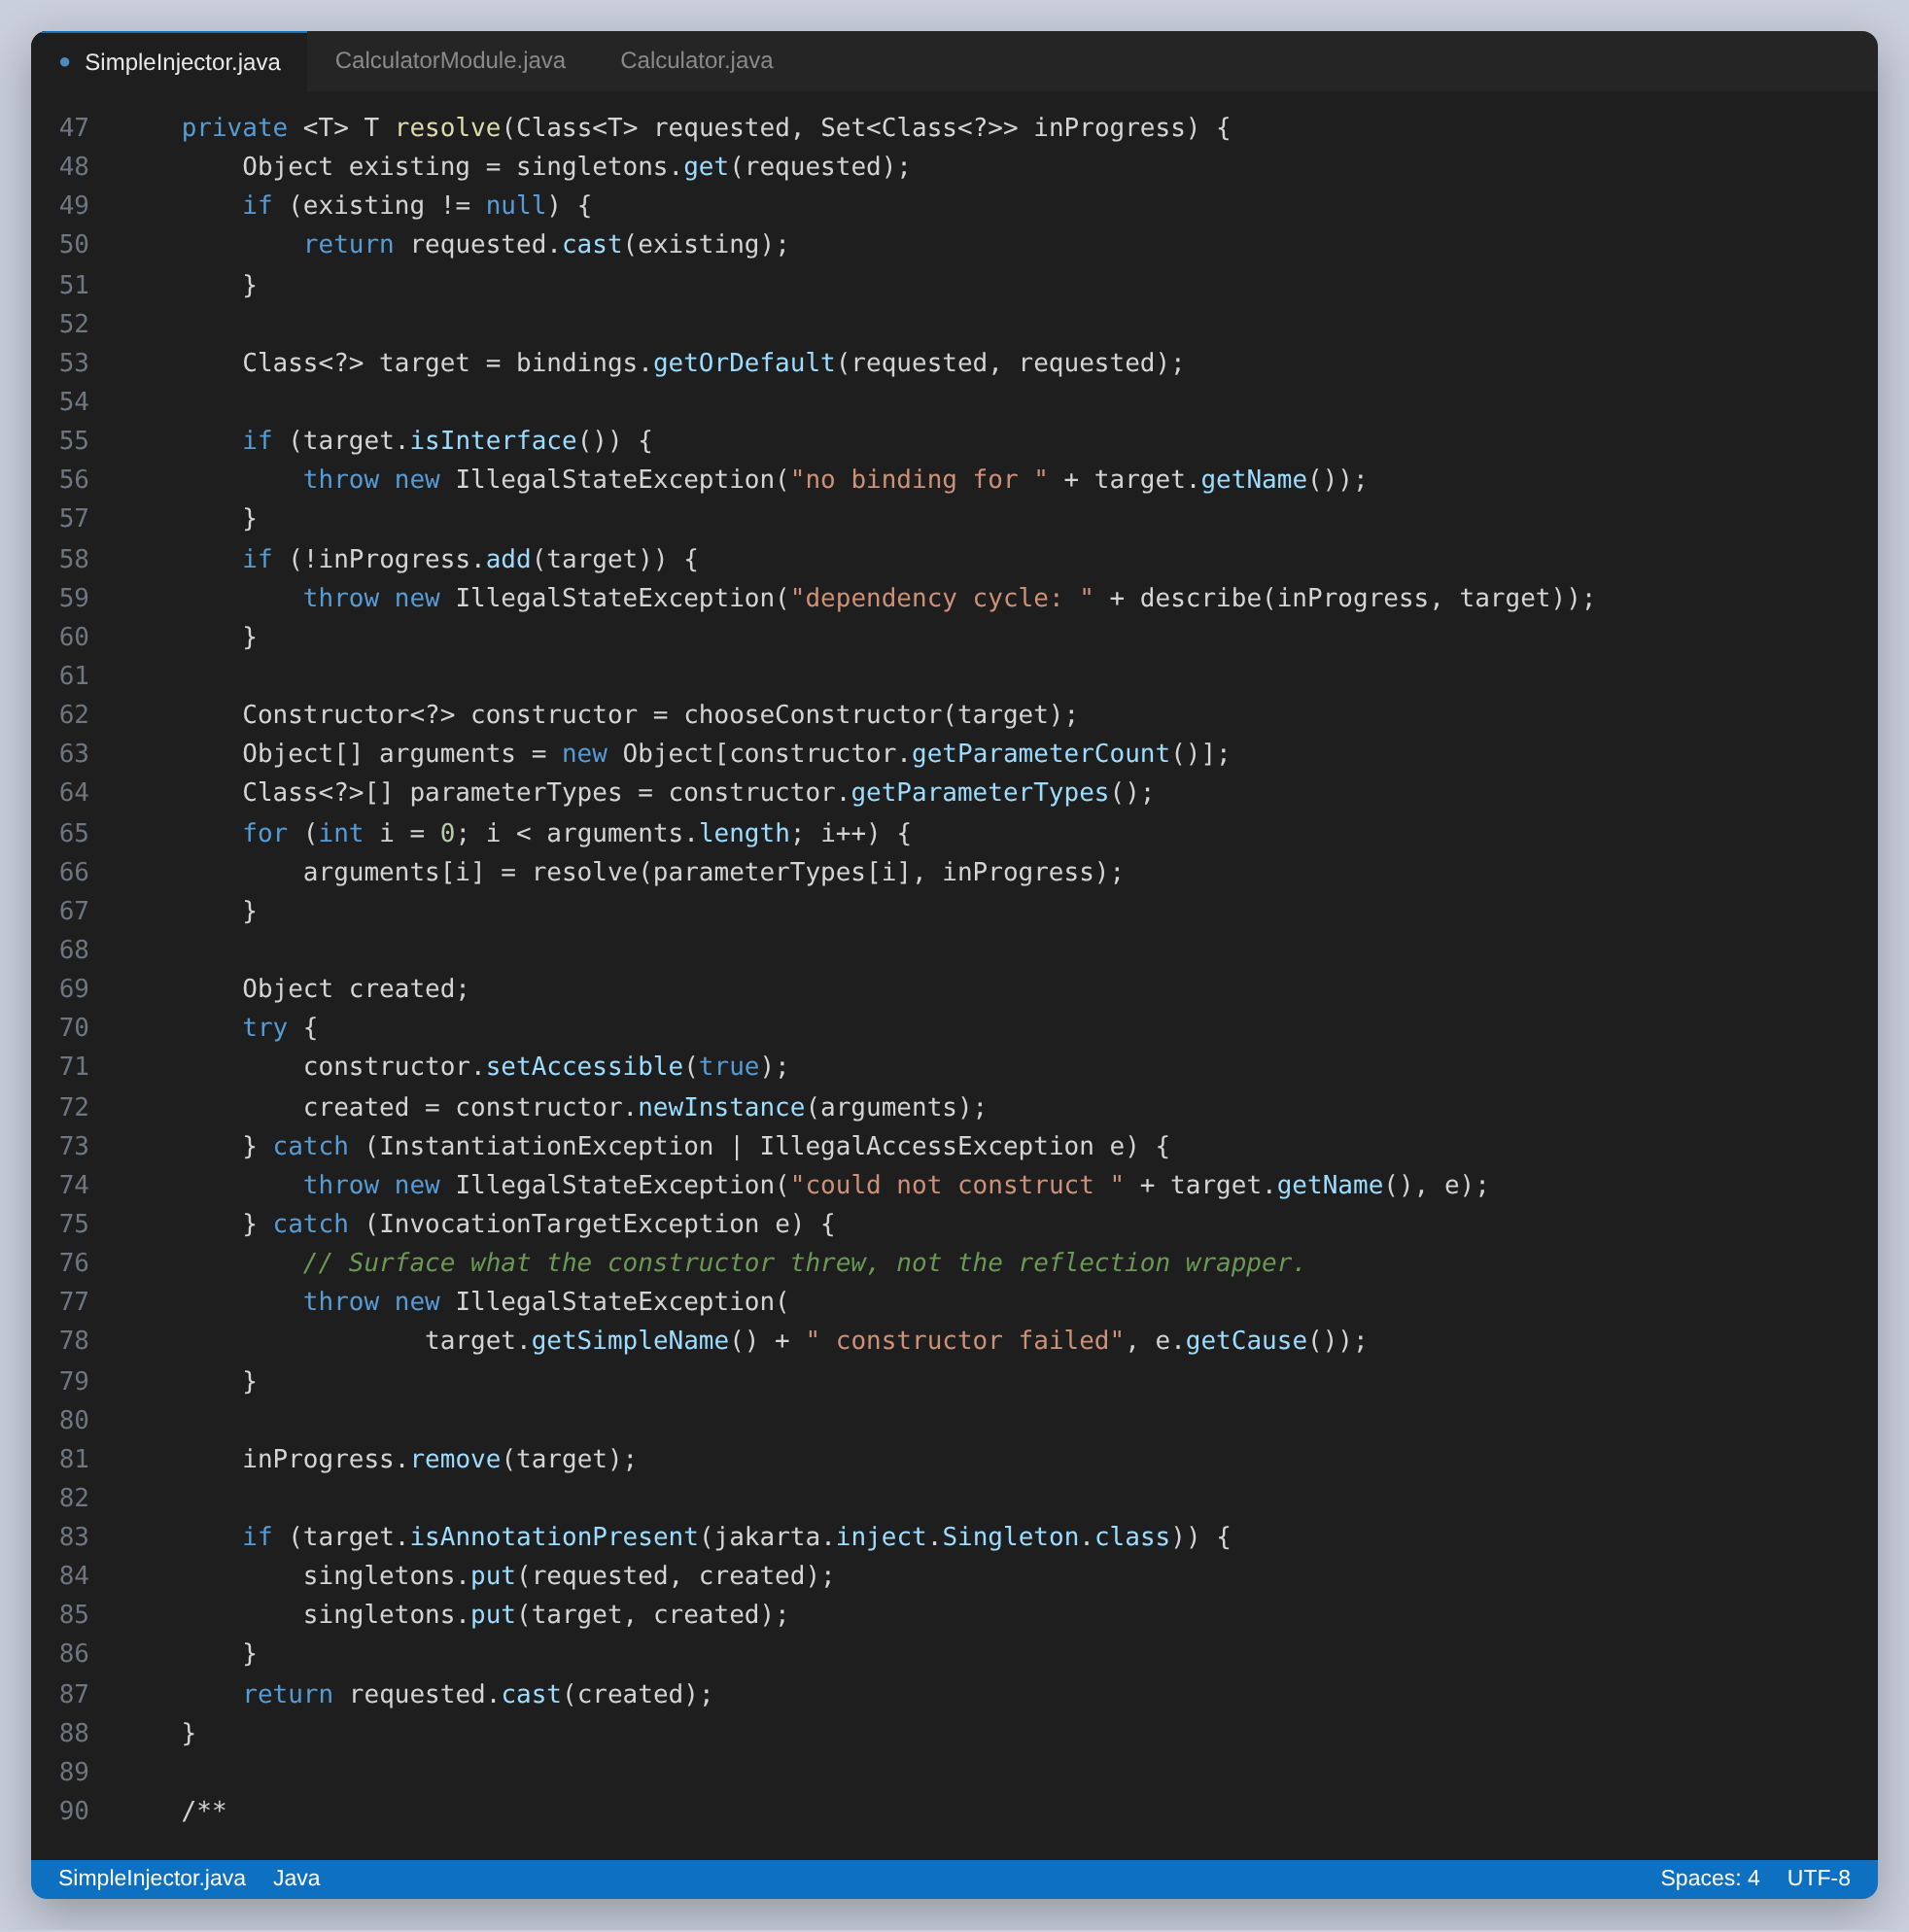 SimpleInjector.java CalculatorModule.java Calculator.java
47     private <T> T resolve(Class<T> requested, Set<Class<?>> inProgress) {
48         Object existing = singletons.get(requested);
49         if (existing != null) {
50             return requested.cast(existing);
51         }
52
53         Class<?> target = bindings.getOrDefault(requested, requested);
54
55         if (target.isInterface()) {
56             throw new IllegalStateException("no binding for " + target.getName());
57         }
58         if (!inProgress.add(target)) {
59             throw new IllegalStateException("dependency cycle: " + describe(inProgress, target));
60         }
61
62         Constructor<?> constructor = chooseConstructor(target);
63         Object[] arguments = new Object[constructor.getParameterCount()];
64         Class<?>[] parameterTypes = constructor.getParameterTypes();
65         for (int i = 0; i < arguments.length; i++) {
66             arguments[i] = resolve(parameterTypes[i], inProgress);
67         }
68
69         Object created;
70         try {
71             constructor.setAccessible(true);
72             created = constructor.newInstance(arguments);
73         } catch (InstantiationException | IllegalAccessException e) {
74             throw new IllegalStateException("could not construct " + target.getName(), e);
75         } catch (InvocationTargetException e) {
76             // Surface what the constructor threw, not the reflection wrapper.
77             throw new IllegalStateException(
78                     target.getSimpleName() + " constructor failed", e.getCause());
79         }
80
81         inProgress.remove(target);
82
83         if (target.isAnnotationPresent(jakarta.inject.Singleton.class)) {
84             singletons.put(requested, created);
85             singletons.put(target, created);
86         }
87         return requested.cast(created);
88     }
89
90     /**
SimpleInjector.java Java Spaces: 4 UTF-8